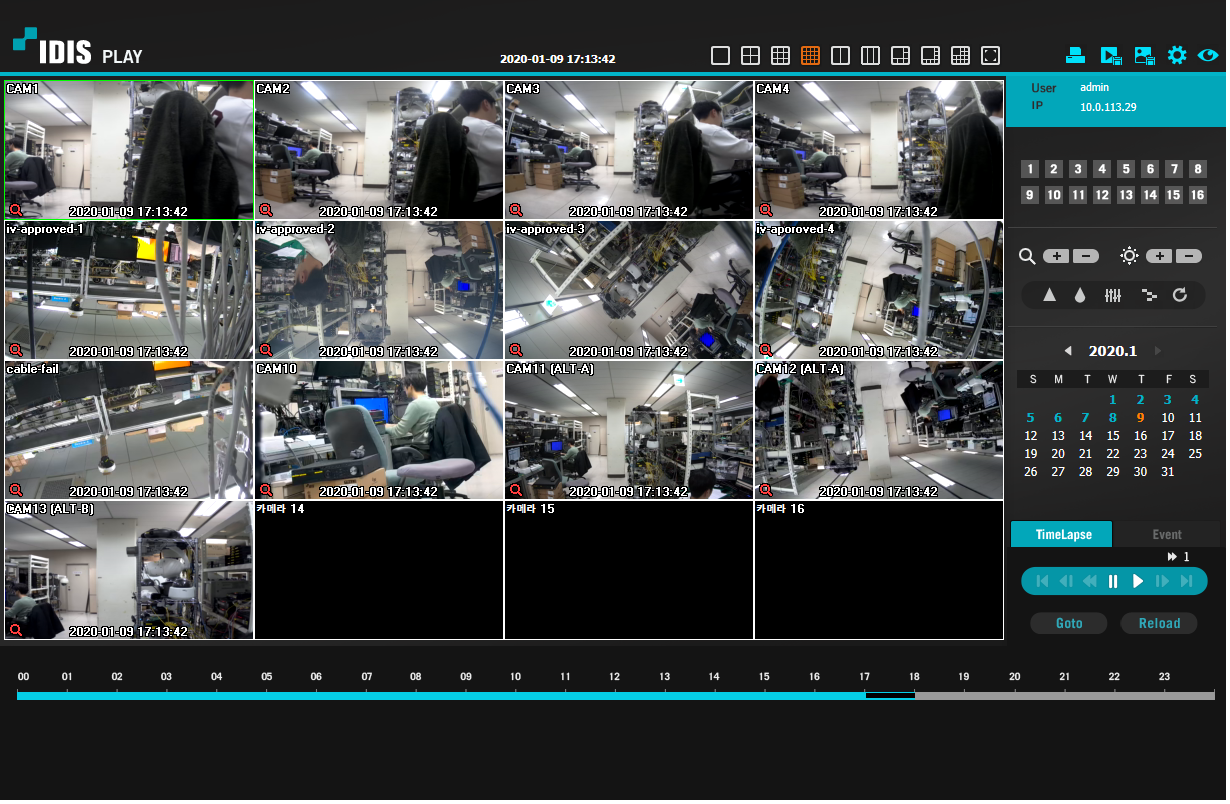 IDIS PLAY
2020-01-09 17:13:42
User admin
IP 10.0.113.29
CAM1
2020-01-09 17:13:42
CAM2
2020-01-09 17:13:42
CAM3
2020-01-09 17:13:42
CAM4
2020-01-09 17:13:42
iv-approved-1
2020-01-09 17:13:42
iv-approved-2
2020-01-09 17:13:42
iv-approved-3
2020-01-09 17:13:42
iv-aporoved-4
2020-01-09 17:13:42
cable-fail
2020-01-09 17:13:42
CAM10
2020-01-09 17:13:42
CAM11 (ALT-A)
2020-01-09 17:13:42
CAM12 (ALT-A)
2020-01-09 17:13:42
CAM13 (ALT-B)
2020-01-09 17:13:42
카메라 14
카메라 15
카메라 16
1 2 3 4 5 6 7 8
9 10 11 12 13 14 15 16
2020.1
S M T W T F S
1 2 3 4
5 6 7 8 9 10 11
12 13 14 15 16 17 18
19 20 21 22 23 24 25
26 27 28 29 30 31
TimeLapse Event
1
Goto Reload
00 01 02 03 04 05 06 07 08 09 10 11 12 13 14 15 16 17 18 19 20 21 22 23